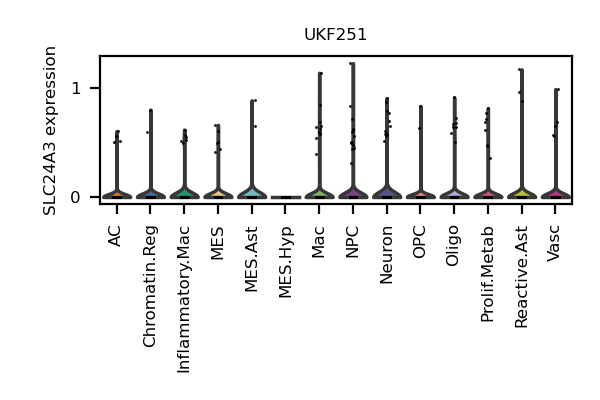 UKF251
SLC24A3 expression
1
0
AC
Chromatin.Reg
Inflammatory.Mac
MES
MES.Ast
MES.Hyp
Mac
NPC
Neuron
OPC
Oligo
Prolif.Metab
Reactive.Ast
Vasc